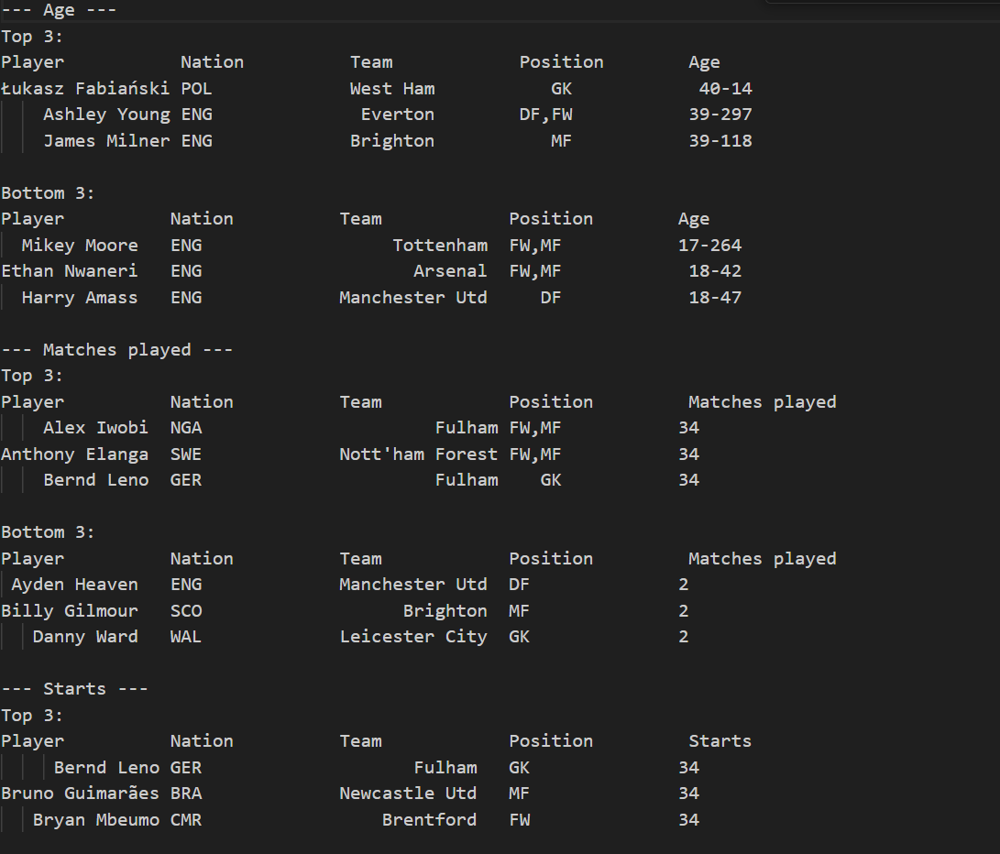 --- Age ---
Top 3:
Player           Nation          Team            Position        Age
Łukasz Fabiański POL             West Ham           GK            40-14
    Ashley Young ENG              Everton        DF,FW           39-297
    James Milner ENG             Brighton           MF           39-118

Bottom 3:
Player          Nation          Team            Position        Age
  Mikey Moore   ENG                  Tottenham  FW,MF           17-264
Ethan Nwaneri   ENG                    Arsenal  FW,MF            18-42
  Harry Amass   ENG             Manchester Utd     DF            18-47

--- Matches played ---
Top 3:
Player          Nation          Team            Position         Matches played
    Alex Iwobi  NGA                      Fulham FW,MF           34
Anthony Elanga  SWE             Nott'ham Forest FW,MF           34
    Bernd Leno  GER                      Fulham    GK           34

Bottom 3:
Player          Nation          Team            Position         Matches played
 Ayden Heaven   ENG             Manchester Utd  DF              2
Billy Gilmour   SCO                   Brighton  MF              2
   Danny Ward   WAL             Leicester City  GK              2

--- Starts ---
Top 3:
Player          Nation          Team            Position         Starts
     Bernd Leno GER                    Fulham   GK              34
Bruno Guimarães BRA             Newcastle Utd   MF              34
   Bryan Mbeumo CMR                 Brentford   FW              34